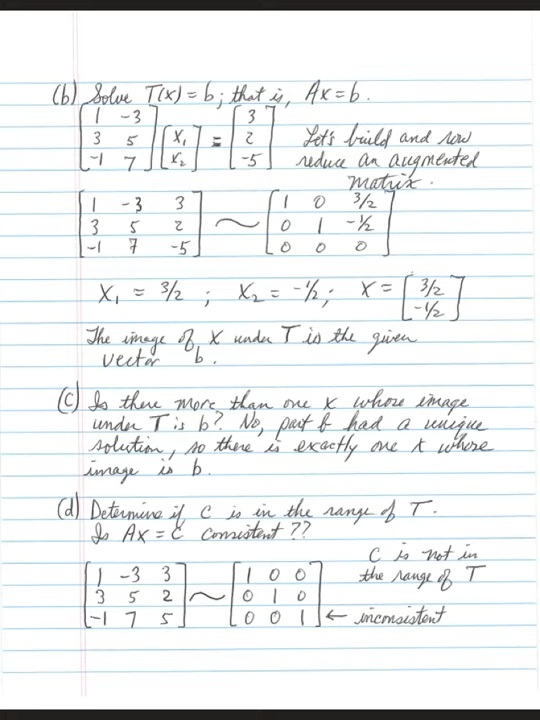 (b) Solve T(x) = b; that is, Ax = b.
[1 -3; 3 5; -1 7] [x₁; x₂] = [3; 2; -5] Let's build and row
reduce an augmented
matrix.
[1 -3 3; 3 5 2; -1 7 -5] ~ [1 0 3/2; 0 1 -1/2; 0 0 0]
x₁ = 3/2 ; x₂ = -1/2; x = [3/2; -1/2]
The image of x under T is the given
vector b.
(c) Is there more than one x whose image
under T is b? No, part b had a unique
solution, so there is exactly one x whose
image is b.
(d) Determine if c is in the range of T.
Is Ax = c consistent??
[1 -3 3; 3 5 2; -1 7 5] ~ [1 0 0; 0 1 0; 0 0 1] ← inconsistent
c is not in
the range of T